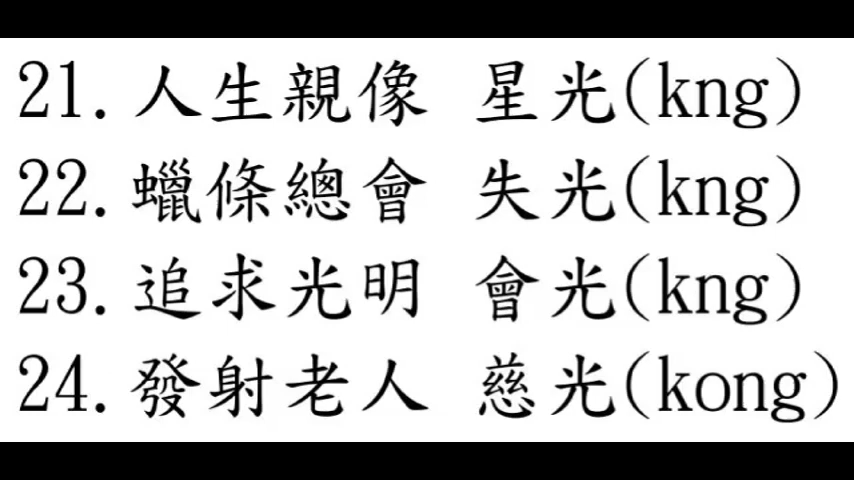 21. 人生親像 星光(kng)
22. 蠟條總會 失光(kng)
23. 追求光明 會光(kng)
24. 發射老人 慈光(kong)